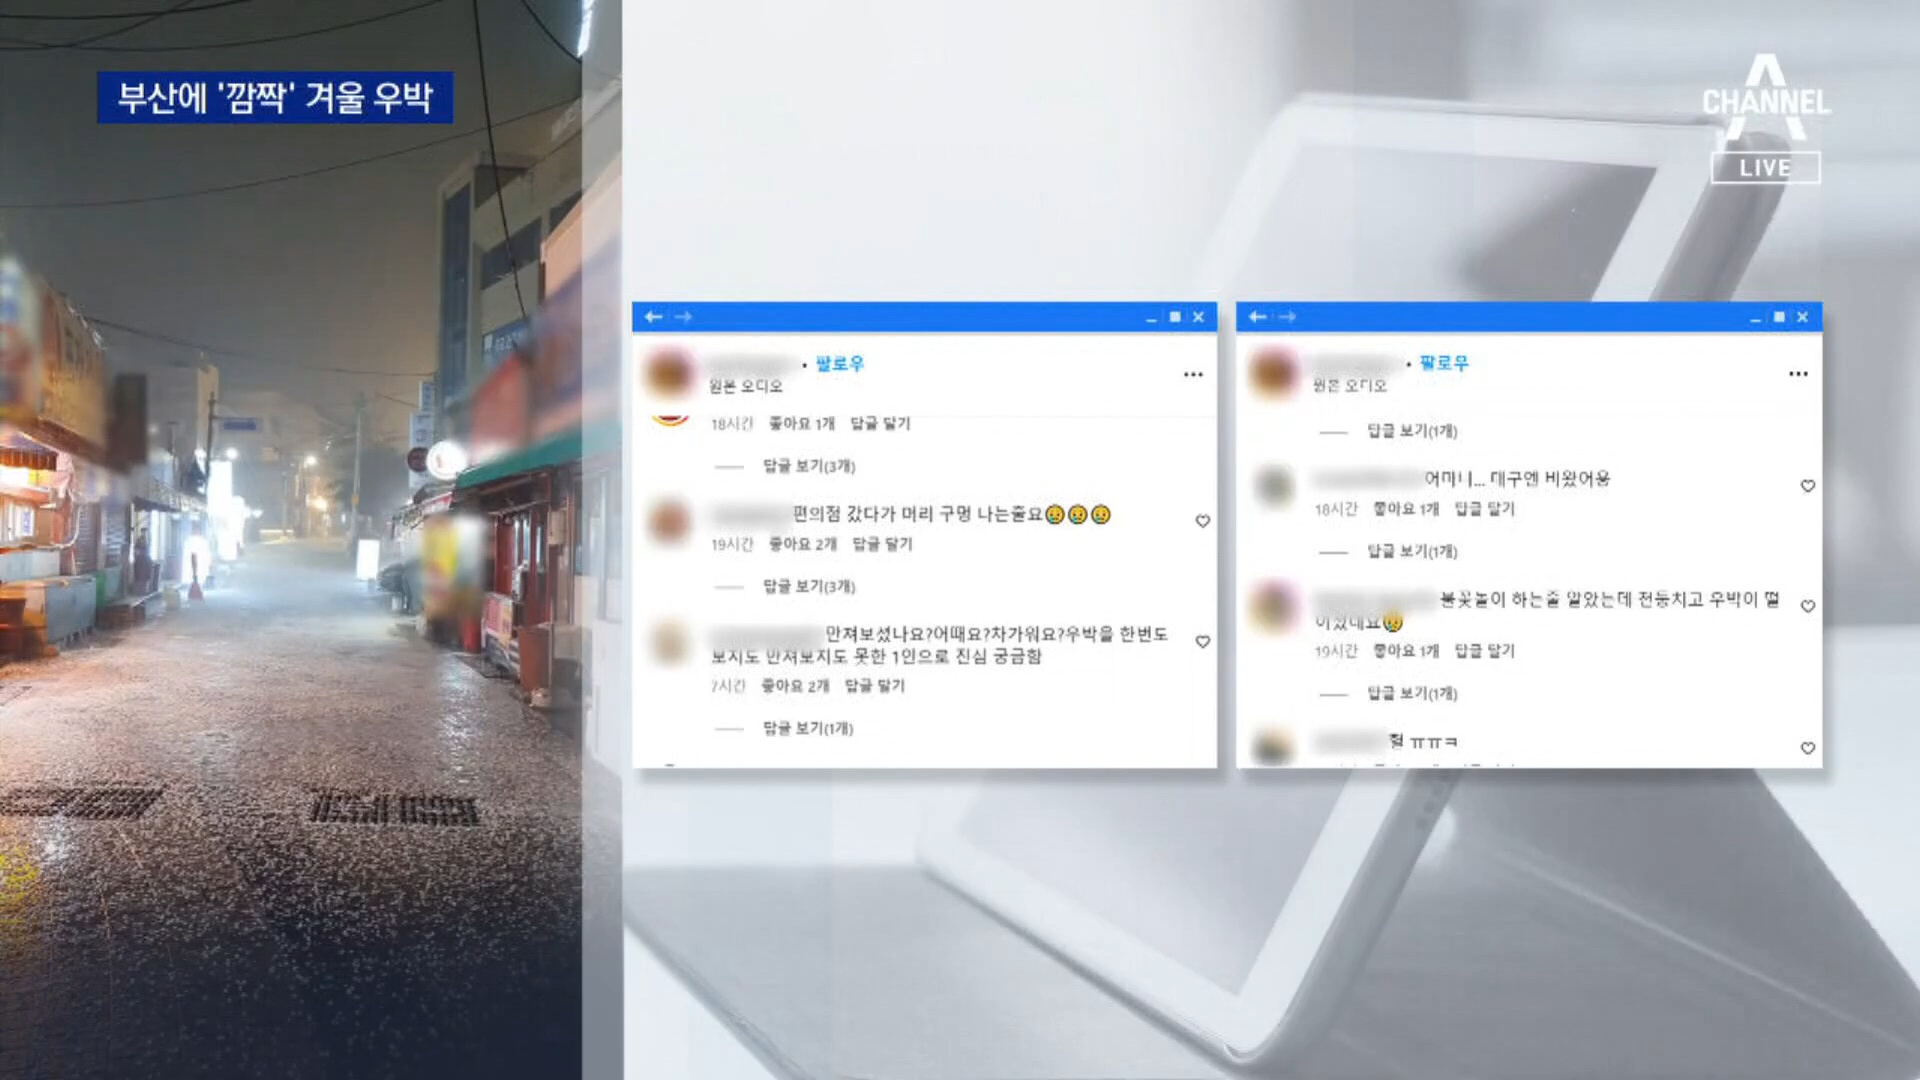 부산에 '깜짝' 겨울 우박
CHANNEL A
LIVE
• 팔로우
원본 오디오
18시간 좋아요 1개 답글 달기
답글 보기(3개)
편의점 갔다가 머리 구멍 나는줄요😢😢😢
19시간 좋아요 2개 답글 달기
답글 보기(3개)
만져보셨나요?어때요?차가워요?우박을 한번도
보지도 만져보지도 못한 1인으로 진심 궁금함
7시간 좋아요 2개 답글 달기
답글 보기(1개)
• 팔로우
원본 오디오
답글 보기(1개)
어머니... 대구엔 비왔어용
18시간 좋아요 1개 답글 달기
답글 보기(1개)
불꽃놀이 하는줄 알았는데 전등치고 우박이 떨
19시간 좋아요 1개 답글 달기
답글 보기(1개)
헐 ㅠㅠㅋ